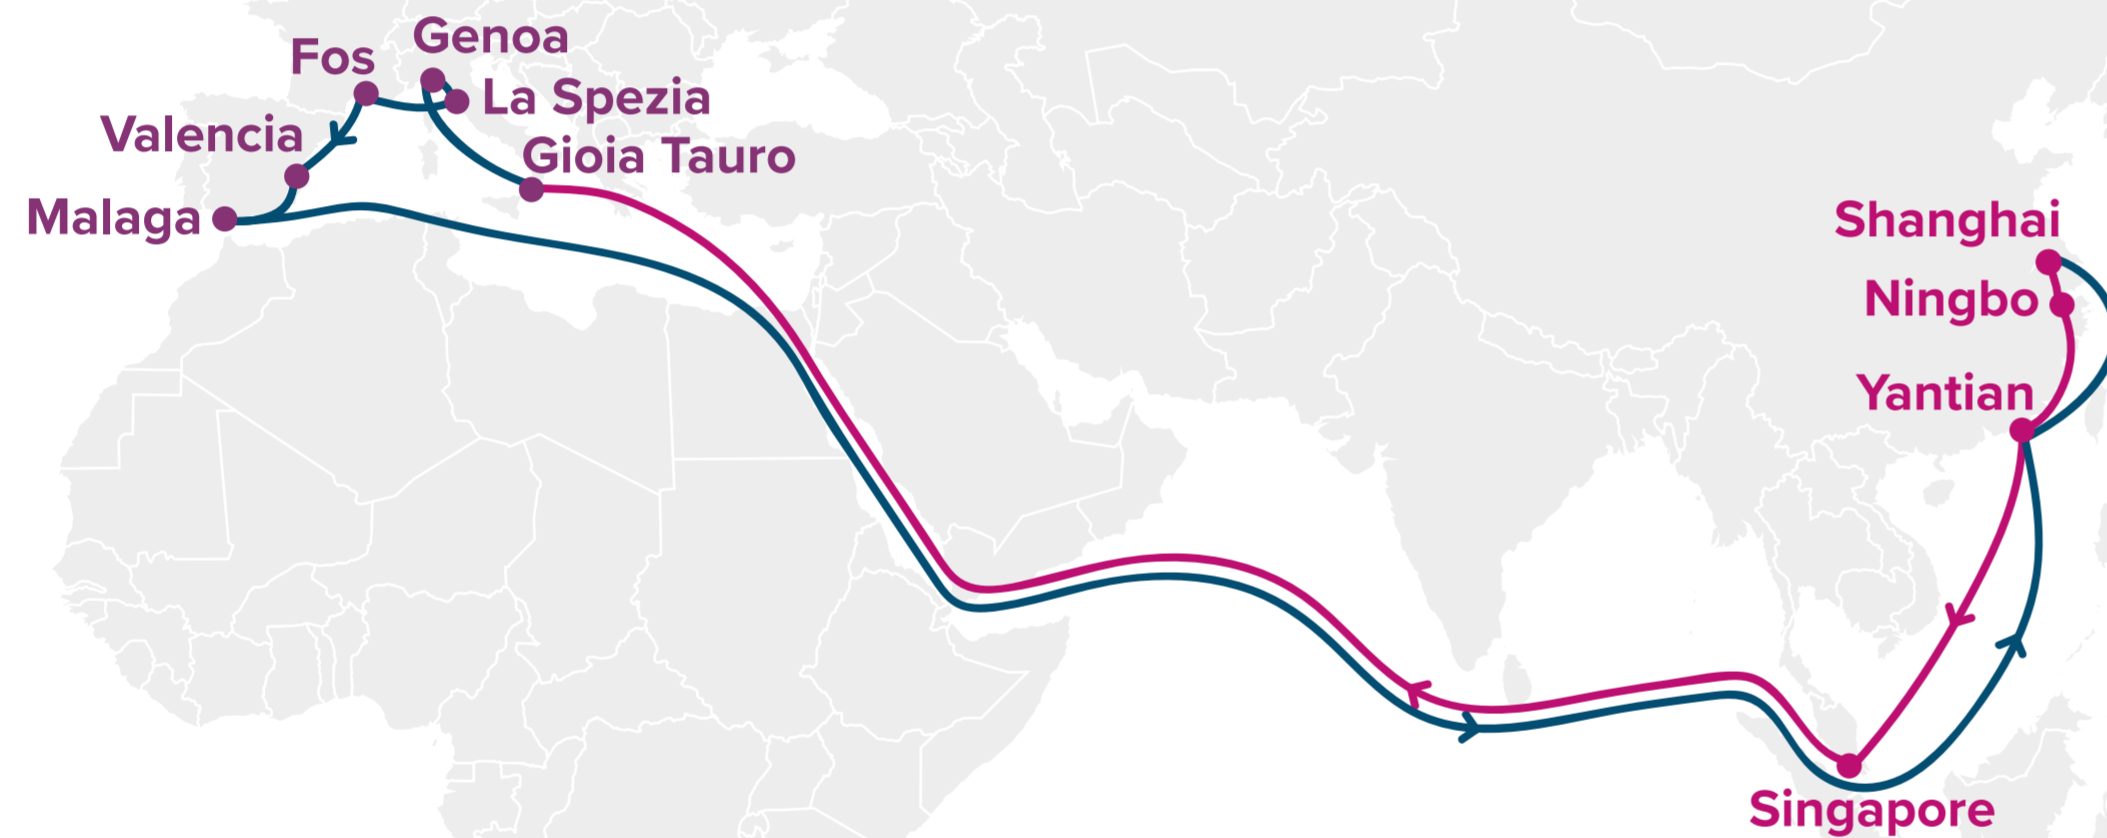 Genoa
Fos
La Spezia
Valencia
Gioia Tauro
Malaga
Shanghai
Ningbo
Yantian
Singapore